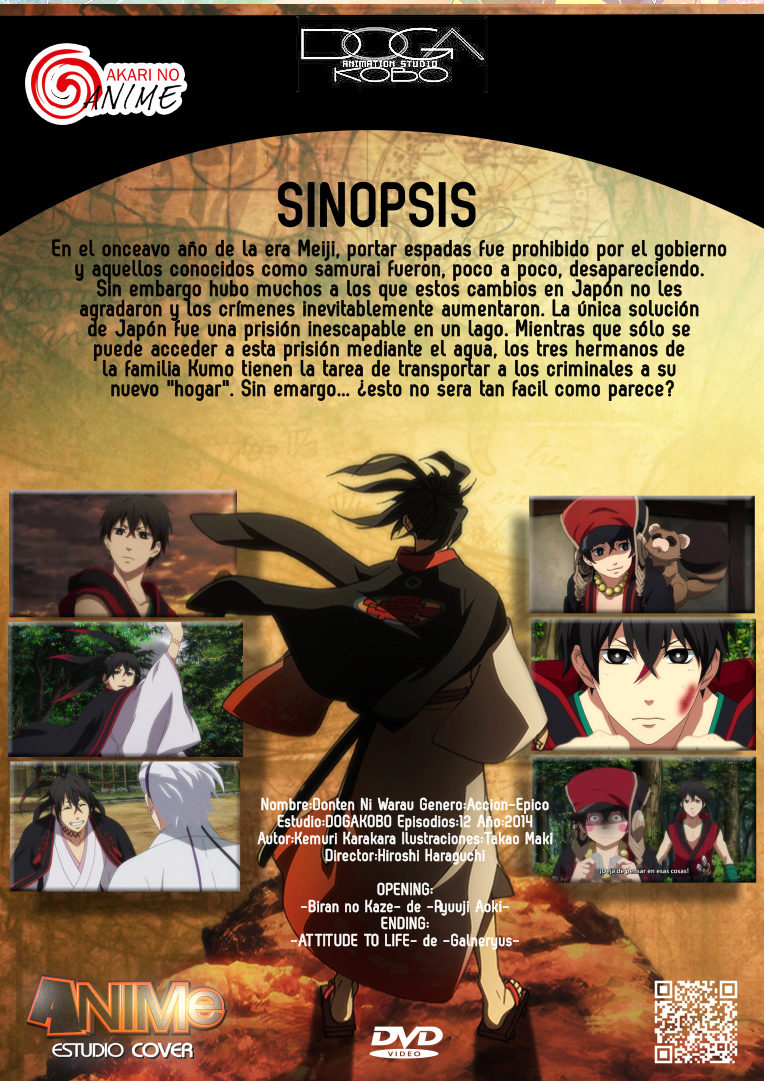 AKARI NO
ANIME
DOGA
ANIMATION STUDIO
KOBO
SINOPSIS
En el onceavo año de la era Meiji, portar espadas fue prohibido por el gobierno
y aquellos conocidos como samurai fueron, poco a poco, desapareciendo.
Sin embargo hubo muchos a los que estos cambios en Japón no les
agradaron y los crímenes inevitablemente aumentaron. La única solución
de Japón fue una prisión inescapable en un lago. Mientras que sólo se
puede acceder a esta prisión mediante el agua, los tres hermanos de
la familia Kumo tienen la tarea de transportar a los criminales a su
nuevo "hogar". Sin emargo... ¿esto no sera tan facil como parece?
¡Deja de pensar en esas cosas!
Nombre:Donten Ni Warau Genero:Accion-Epico
Estudio:DOGAKOBO Episodios:12 Año:2014
Autor:Kemuri Karakara Ilustraciones:Takao Maki
Director:Hiroshi Haraguchi
OPENING:
-Biran no Kaze- de -Ryuuji Aoki-
ENDING:
-ATTITUDE TO LIFE- de -Galneryus-
ANIMe
ESTUDIO COVER
DVD
VIDEO